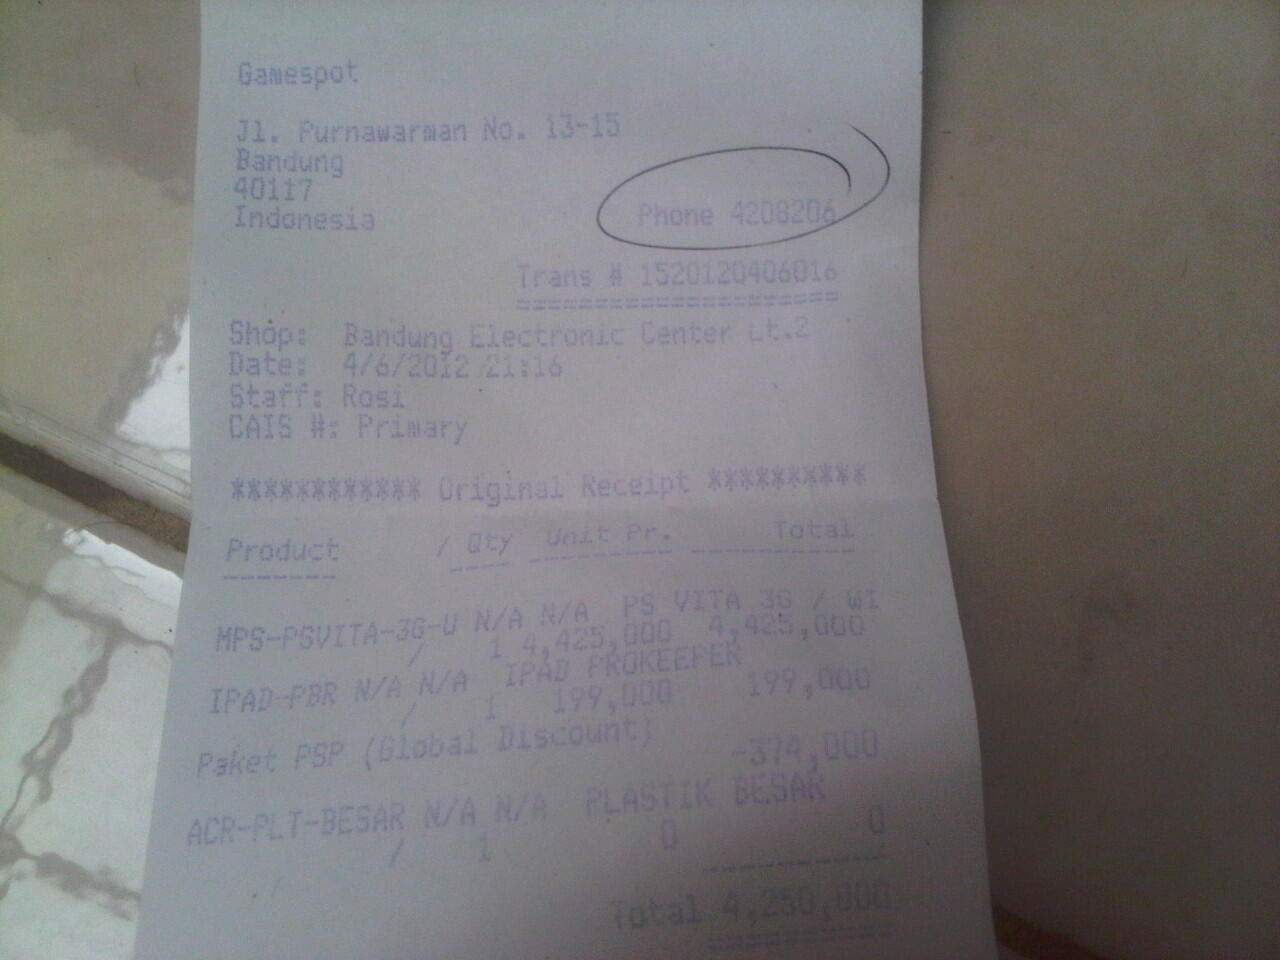 Gamespot
Jl. Purnawarman No. 13-15
Bandung
40117
Indonesia
Phone 4208206
Trans # 1520120406016
=======================
Shop: Bandung Electronic Center Lt.2
Date: 4/6/2012 21:16
Staff: Rosi
CAIS #: Primary
************ Original Receipt **********
Product / Qty Unit Pr. Total
MPS-PSVITA-3G-U N/A N/A PS VITA 3G / WI
/ 1 4,425,000 4,425,000
IPAD-PBR N/A N/A IPAD PROKEEPER
/ 1 199,000 199,000
Paket PSP (Global Discount) -374,000
ACR-PLT-BESAR N/A N/A PLASTIK BESAR
/ 1 0 0
Total 4,250,000